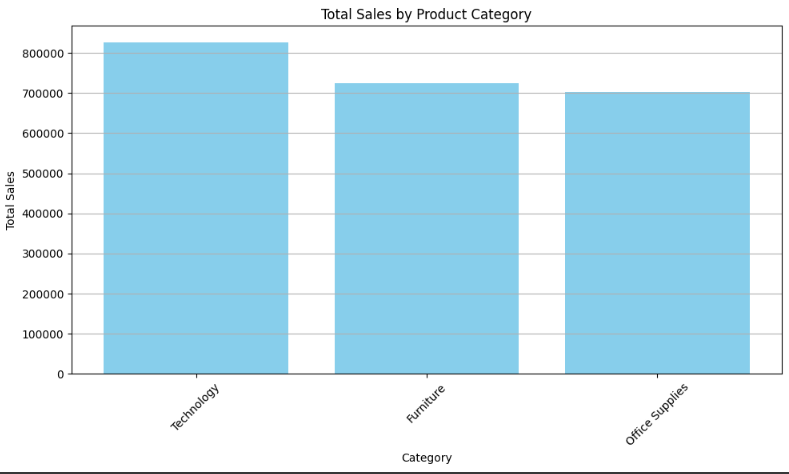 Total Sales by Product Category
Total Sales
800000
700000
600000
500000
400000
300000
200000
100000
0
Technology
Furniture
Office Supplies
Category